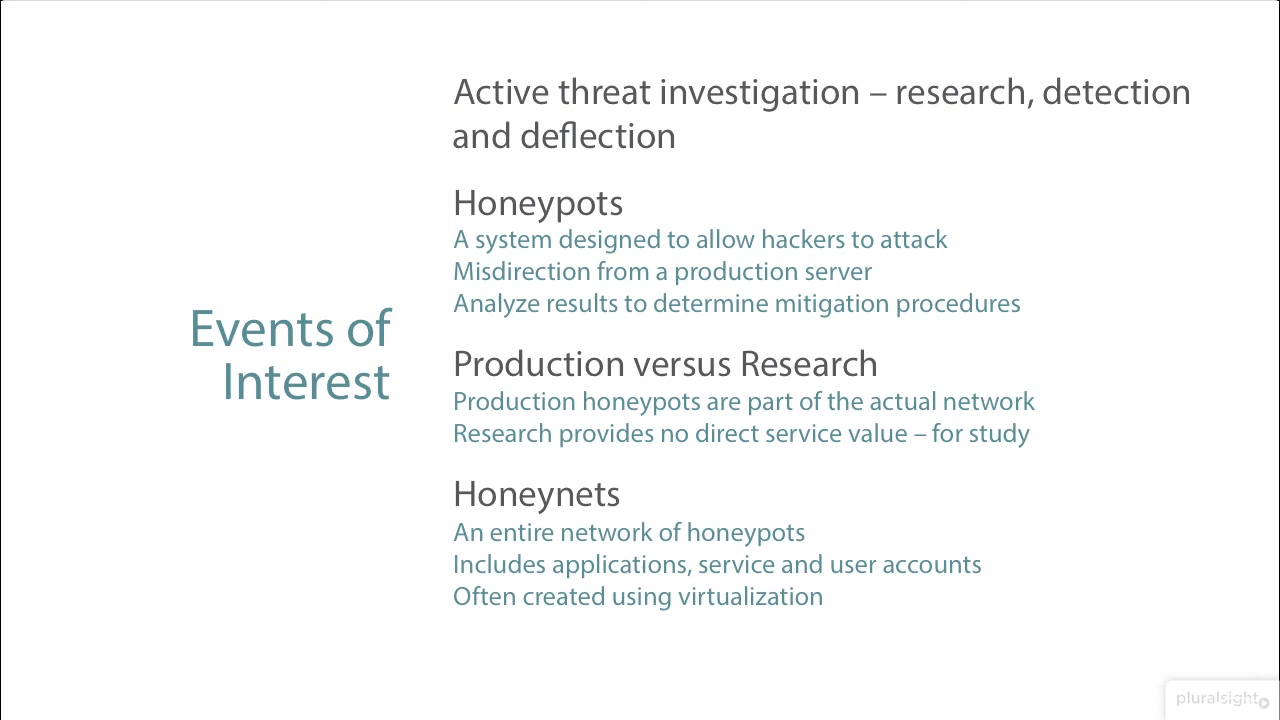 Events of
Interest
Active threat investigation – research, detection
and deflection
Honeypots
A system designed to allow hackers to attack
Misdirection from a production server
Analyze results to determine mitigation procedures
Production versus Research
Production honeypots are part of the actual network
Research provides no direct service value – for study
Honeynets
An entire network of honeypots
Includes applications, service and user accounts
Often created using virtualization
pluralsight